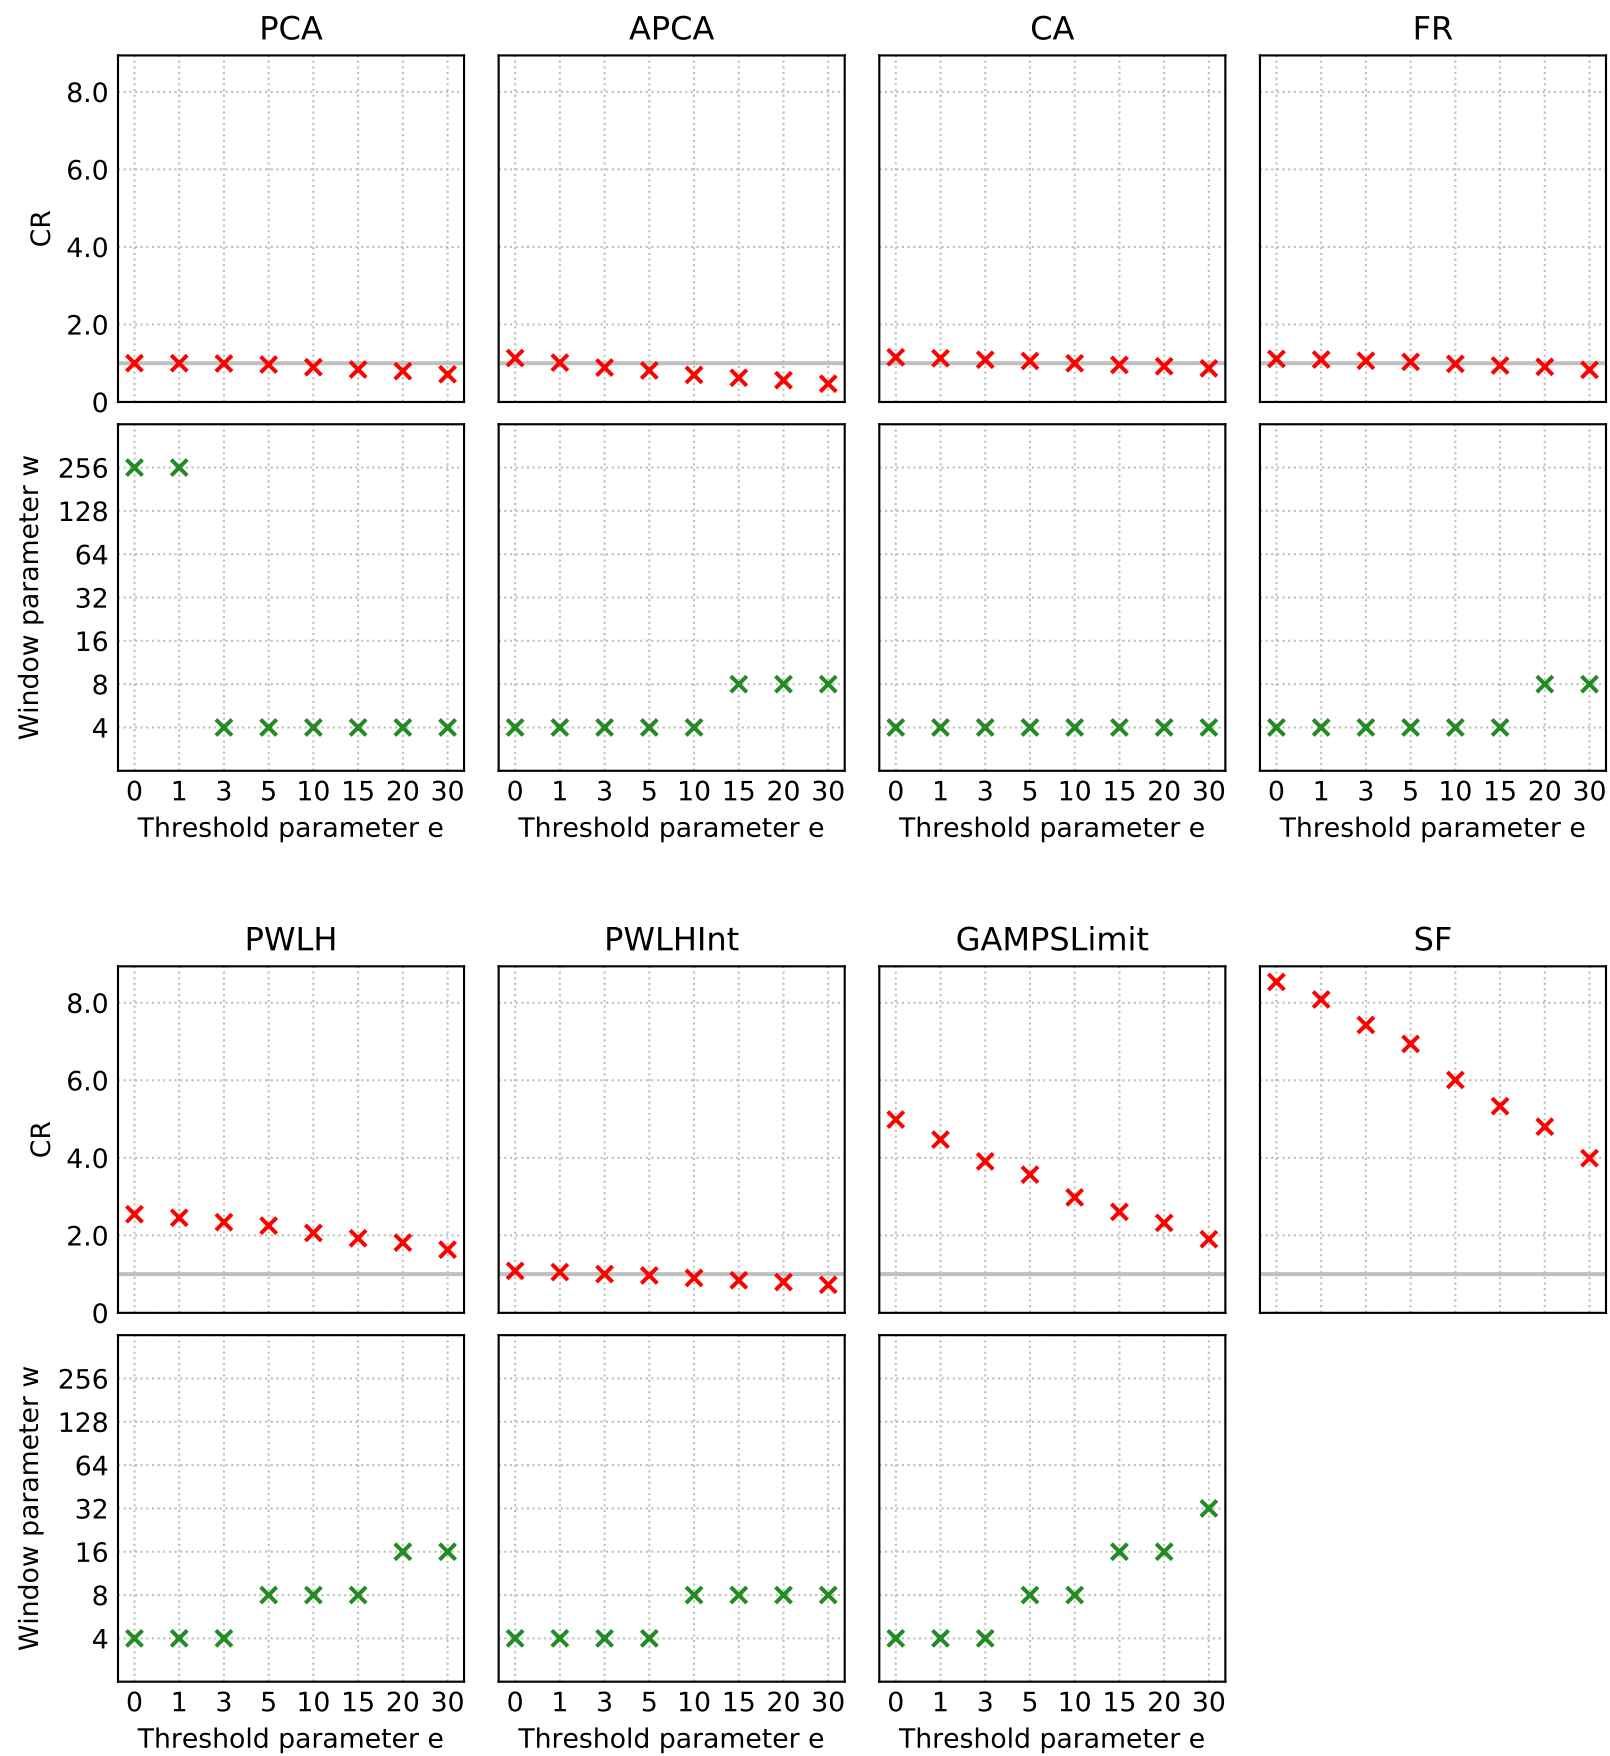 PCA APCA CA FR
CR
8.0
6.0
4.0
2.0
0
Window parameter w
256
128
64
32
16
8
4
0 1 3 5 10 15 20 30 0 1 3 5 10 15 20 30 0 1 3 5 10 15 20 30 0 1 3 5 10 15 20 30
Threshold parameter e Threshold parameter e Threshold parameter e Threshold parameter e
PWLH PWLHInt GAMPSLimit SF
CR
8.0
6.0
4.0
2.0
0
Window parameter w
256
128
64
32
16
8
4
0 1 3 5 10 15 20 30 0 1 3 5 10 15 20 30 0 1 3 5 10 15 20 30
Threshold parameter e Threshold parameter e Threshold parameter e